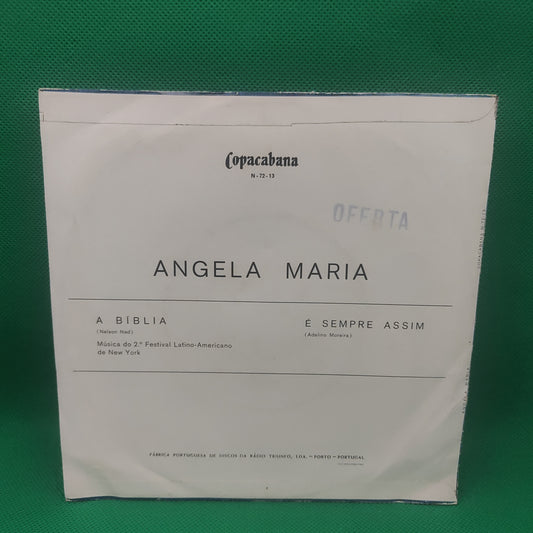 Copacabana
N - 72 - 13
OFERTA
ANGELA MARIA
A BÍBLIA
(Nelson Ned)
Música do 2.º Festival Latino-Americano
de New York
É SEMPRE ASSIM
(Adelino Moreira)
FÁBRICA PORTUGUESA DE DISCOS DA RÁDIO TRIUNFO, LDA. — PORTO — PORTUGAL